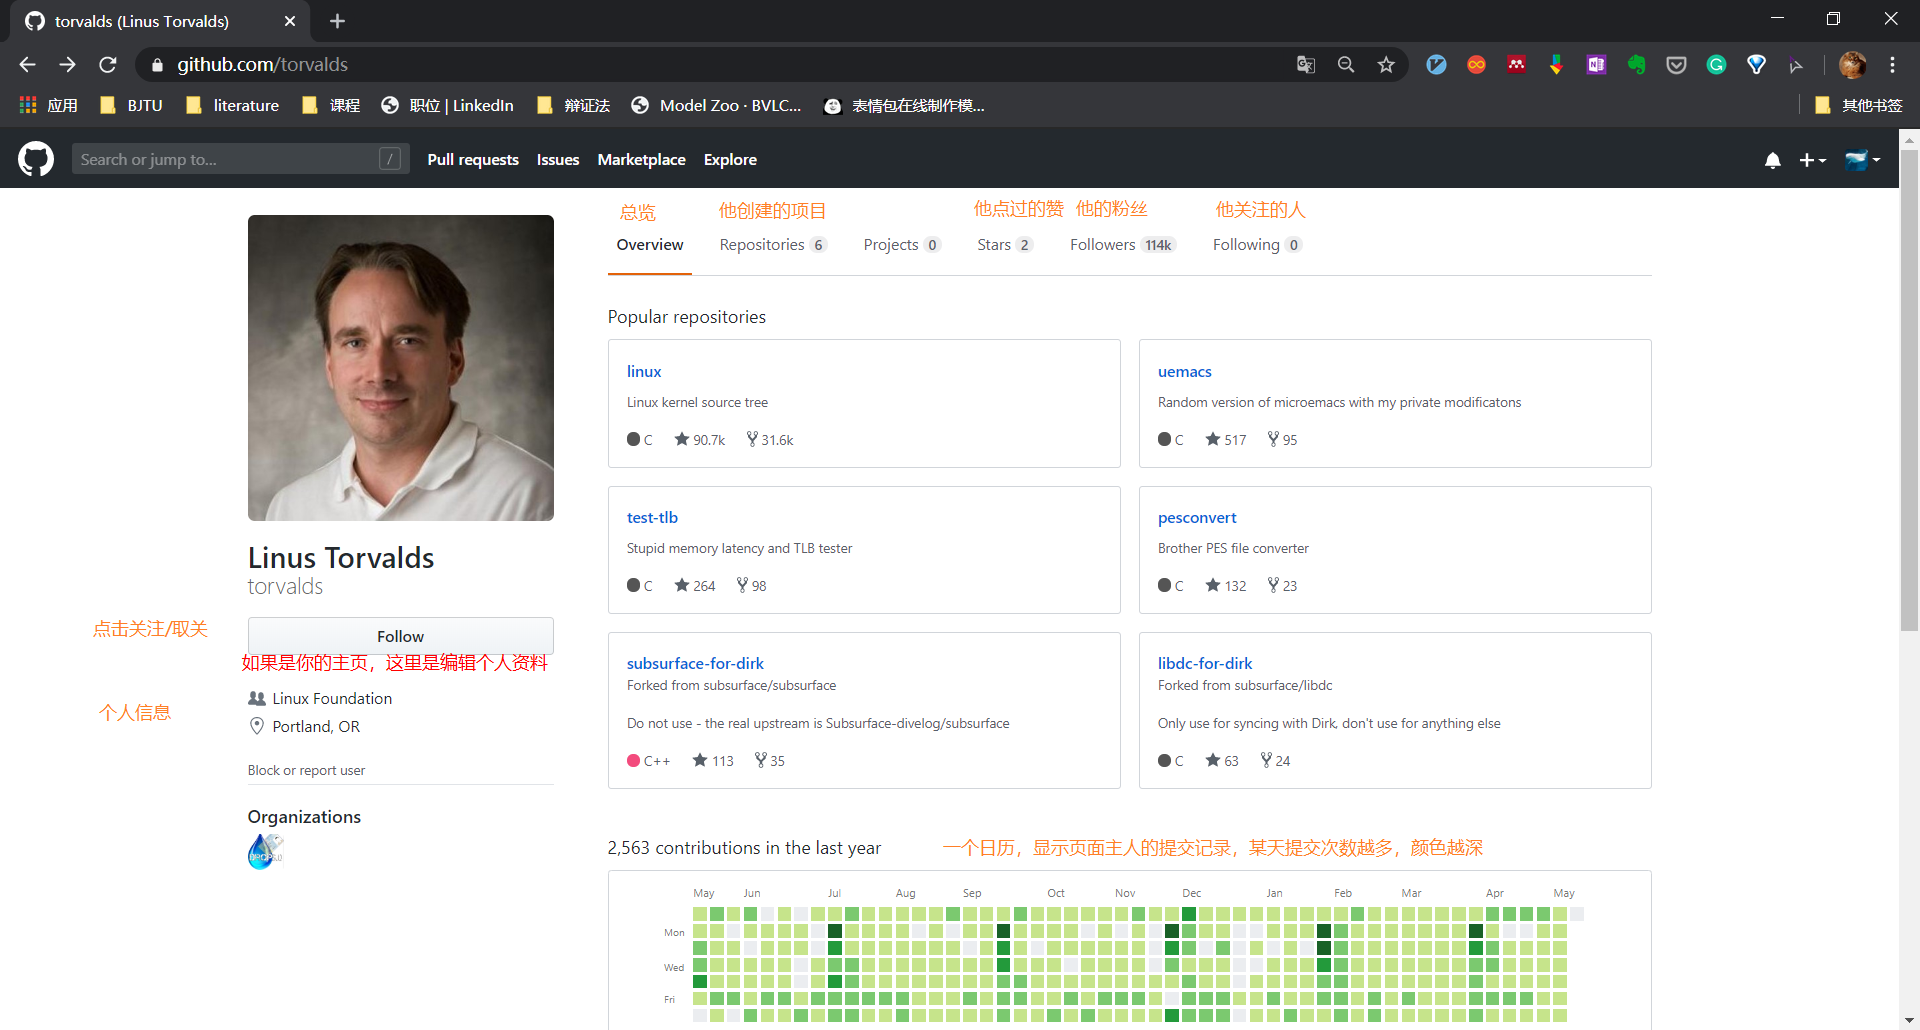 torvalds (Linus Torvalds)
github.com/torvalds
应用 BJTU literature 课程 职位 | LinkedIn 辩证法 Model Zoo · BVLC... 表情包在线制作模... 其他书签
Search or jump to... / Pull requests Issues Marketplace Explore
总览 他创建的项目 他点过的赞 他的粉丝 他关注的人
Overview Repositories 6 Projects 0 Stars 2 Followers 114k Following 0
Popular repositories
linux
Linux kernel source tree
C 90.7k 31.6k
uemacs
Random version of microemacs with my private modificatons
C 517 95
test-tlb
Stupid memory latency and TLB tester
C 264 98
pesconvert
Brother PES file converter
C 132 23
subsurface-for-dirk
Forked from subsurface/subsurface
Do not use - the real upstream is Subsurface-divelog/subsurface
C++ 113 35
libdc-for-dirk
Forked from subsurface/libdc
Only use for syncing with Dirk, don't use for anything else
C 63 24
Linus Torvalds
torvalds
点击关注/取关
Follow
如果是你的主页，这里是编辑个人资料
个人信息
Linux Foundation
Portland, OR
Block or report user
Organizations
2,563 contributions in the last year
一个日历，显示页面主人的提交记录，某天提交次数越多，颜色越深
May Jun Jul Aug Sep Oct Nov Dec Jan Feb Mar Apr May
Mon
Wed
Fri